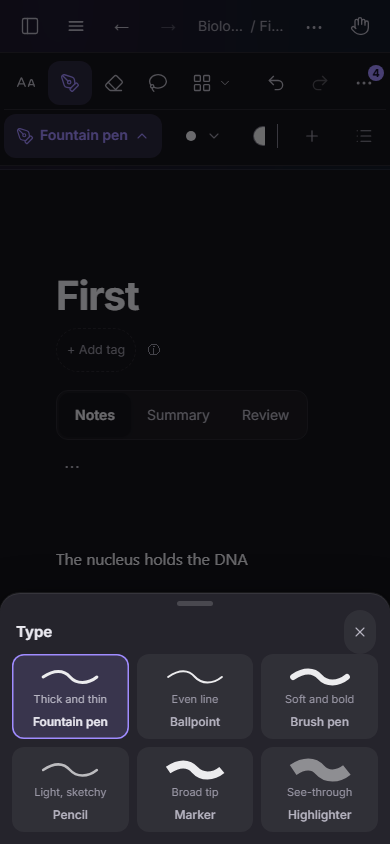 Biolo... / Fi...
AA
4
Fountain pen
First
+ Add tag
Notes Summary Review
The nucleus holds the DNA
Type
Thick and thin Even line Soft and bold
Fountain pen Ballpoint Brush pen
Light, sketchy Broad tip See-through
Pencil Marker Highlighter